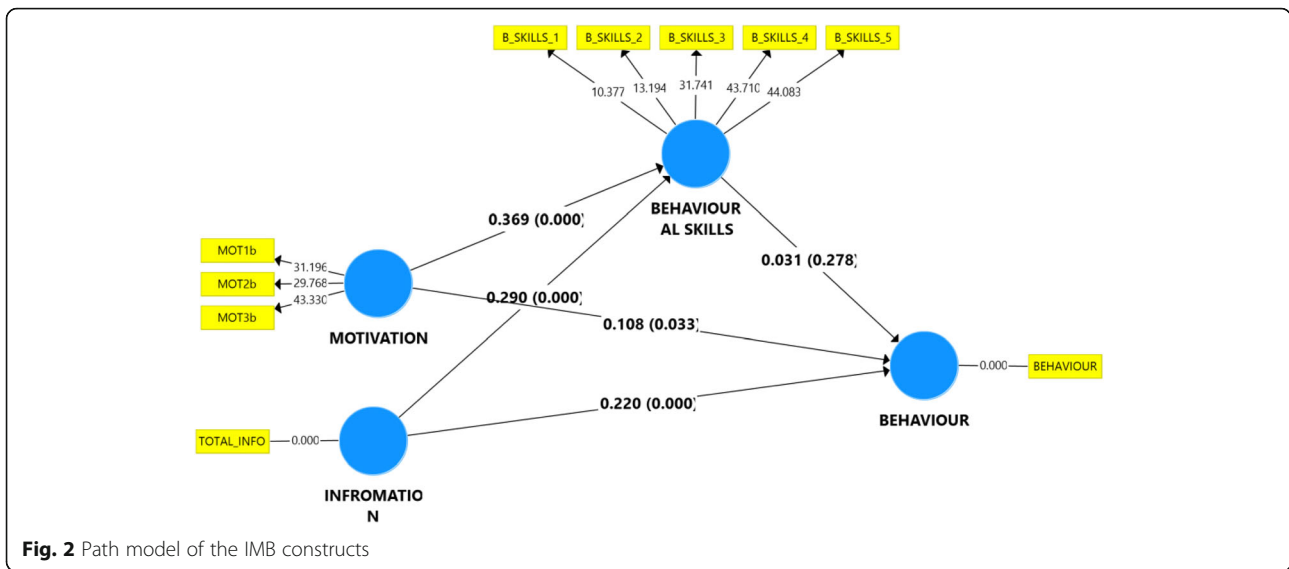 B_SKILLS_1 B_SKILLS_2 B_SKILLS_3 B_SKILLS_4 B_SKILLS_5
10.377 13.194 31.741 43.710 44.083
BEHAVIOUR
AL SKILLS
0.369 (0.000)
0.031 (0.278)
MOT1b
MOT2b
MOT3b
31.196
29.768
43.330
MOTIVATION
0.290 (0.000)
0.108 (0.033)
0.220 (0.000)
0.000 BEHAVIOUR
BEHAVIOUR
TOTAL_INFO 0.000
INFROMATIO
N
Fig. 2 Path model of the IMB constructs